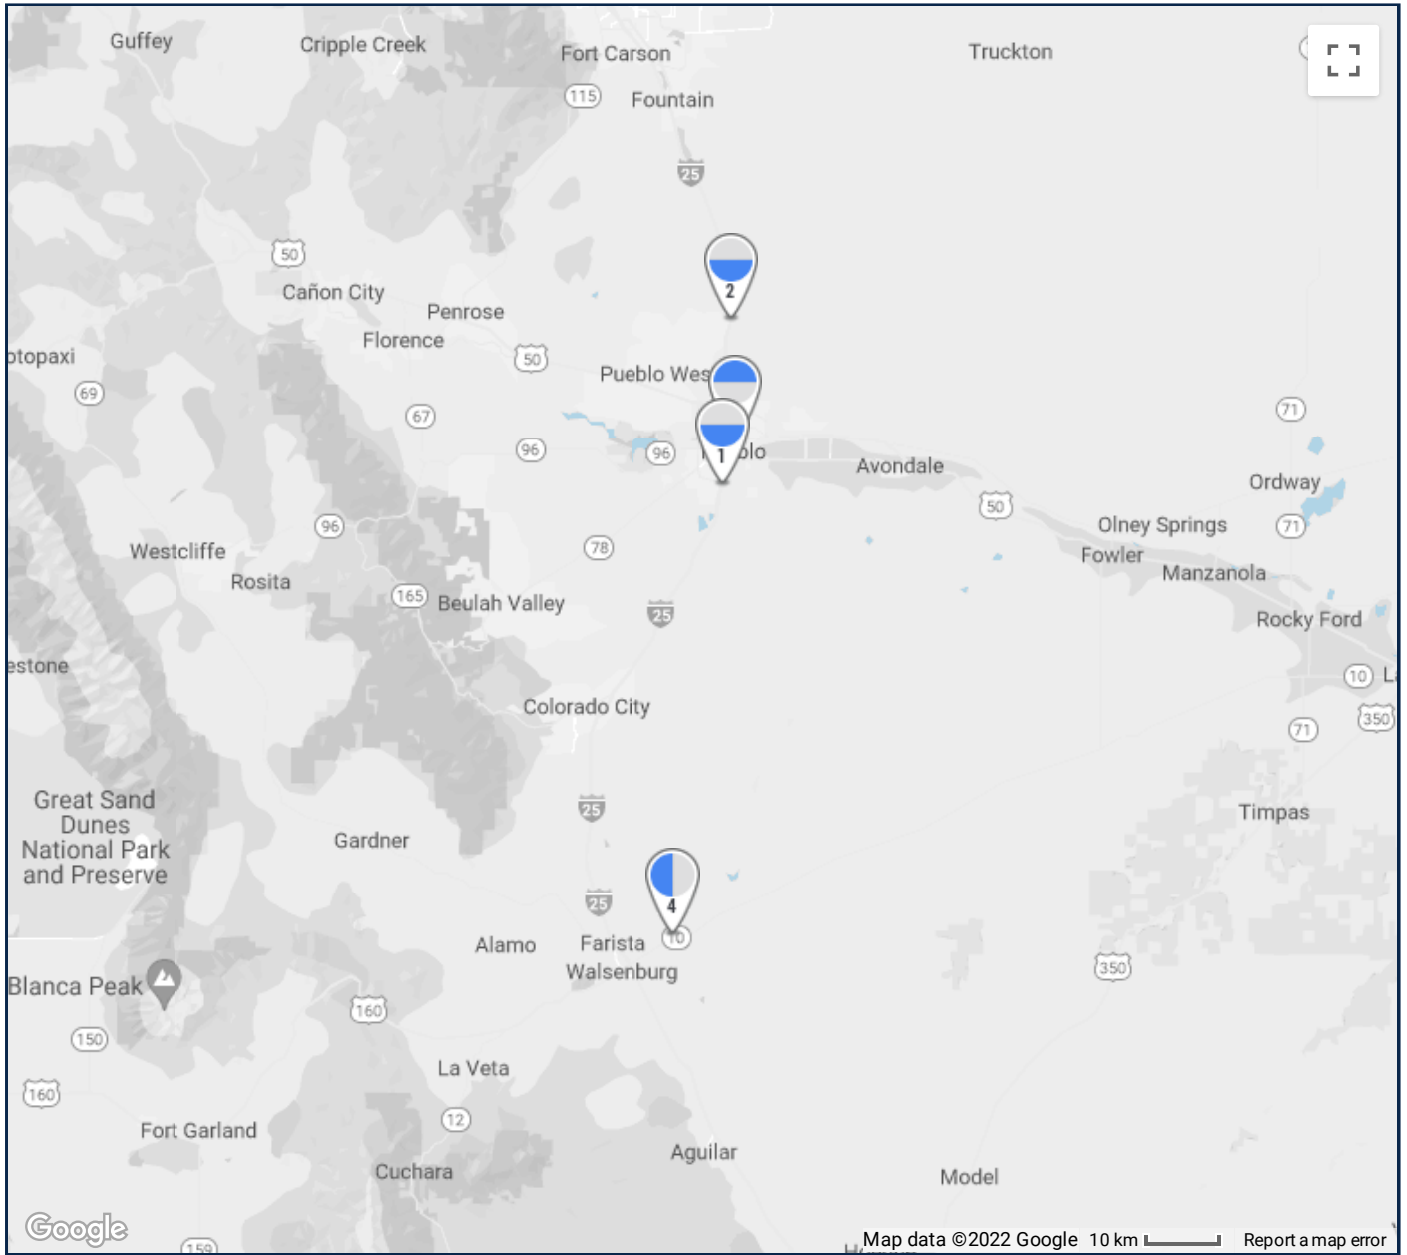 Guffey
Cripple Creek
Fort Carson
Truckton
115
Fountain
25
50
2
Cañon City
Penrose
Florence
50
otopaxi
Pueblo Wes
69
67
71
1
96
96
Avondale
Ordway
50
96
Olney Springs
71
Westcliffe
78
Fowler
Manzanola
Rosita
165
Beulah Valley
25
Rocky Ford
estone
10
Colorado City
350
71
Great Sand
Dunes
National Park
and Preserve
25
Timpas
Gardner
25
4
10
Alamo
Farista
Walsenburg
350
Blanca Peak
160
150
La Veta
160
12
Fort Garland
Aguilar
Cuchara
Model
Google
159
Map data ©2022 Google
10 km
Report a map error